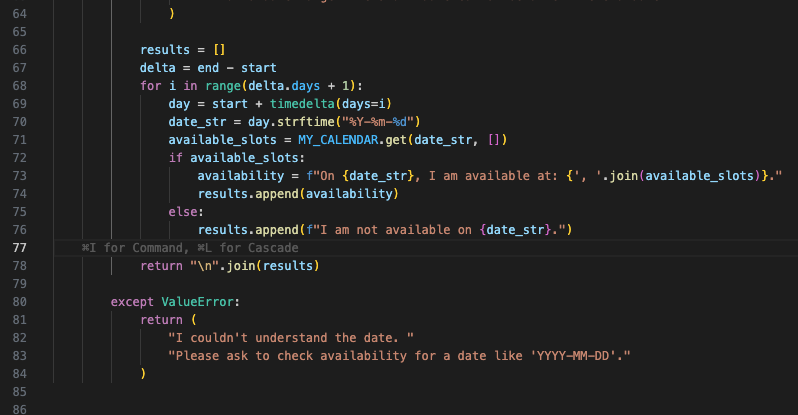 64 )
65
66 results = []
67 delta = end - start
68 for i in range(delta.days + 1):
69 day = start + timedelta(days=i)
70 date_str = day.strftime("%Y-%m-%d")
71 available_slots = MY_CALENDAR.get(date_str, [])
72 if available_slots:
73 availability = f"On {date_str}, I am available at: {', '.join(available_slots)}."
74 results.append(availability)
75 else:
76 results.append(f"I am not available on {date_str}.")
77 ⌘I for Command, ⌘L for Cascade
78 return "\n".join(results)
79
80 except ValueError:
81 return (
82 "I couldn't understand the date. "
83 "Please ask to check availability for a date like 'YYYY-MM-DD'."
84 )
85
86